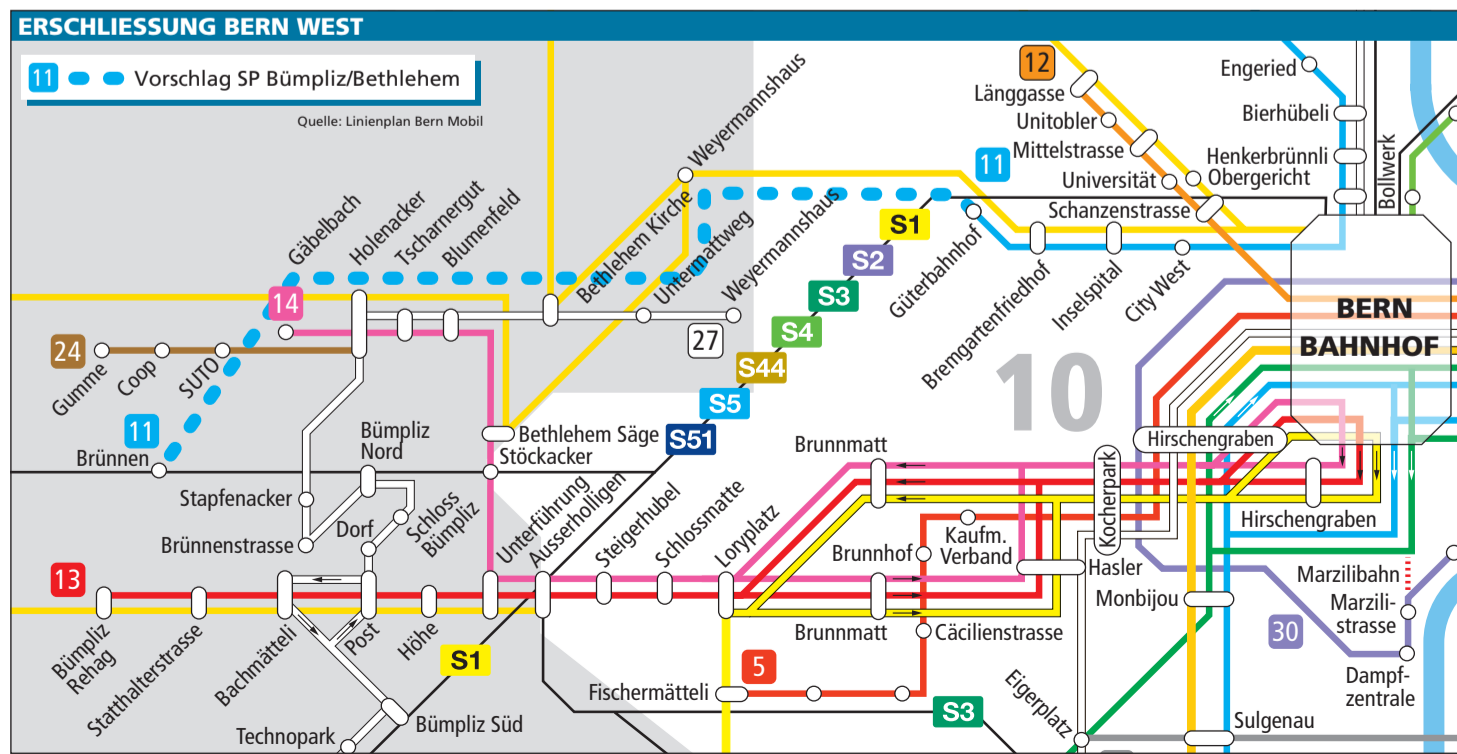 ERSCHLIESSUNG BERN WEST
11 Vorschlag SP Bümpliz/Bethlehem
Quelle: Linienplan Bern Mobil
12
Länggasse
Unitobler
Mittelstrasse
Universität
Schanzenstrasse
Engeried
Bierhübeli
Henkerbrünnli
Obergericht
Bollwerk
11
Weyermannshaus
Gäbelbach
Holenacker
Tscharnergut
Blumenfeld
Bethlehem Kirche
Untermattweg
Weyermannshaus
S1
S2
S3
S4
S44
S5
S51
Güterbahnhof
Bremgartenfriedhof
Inselspital
City West
BERN
BAHNHOF
10
14
24
27
Gumme
Coop
SUTO
11
Brünnen
Bümpliz
Nord
Bethlehem Säge
Stöckacker
Stapfenacker
Brünnenstrasse
Dorf
Schloss
Bümpliz
Unterführung
Ausserholligen
Steigerhubel
Schlossmatte
Loryplatz
Brunnmatt
Hirschengraben
Kocherpark
Hirschengraben
Kaufm.
Verband
Brunnhof
Hasler
13
Bümpliz
Rehag
Statthalterstrasse
Bachmätteli
Post
Höhe
S1
Brunnmatt
Cäcilienstrasse
Monbijou
Marzilibahn
Marzili-
strasse
30
Dampf-
zentrale
5
Fischermätteli
S3
Eigerplatz
Sulgenau
Bümpliz Süd
Technopark